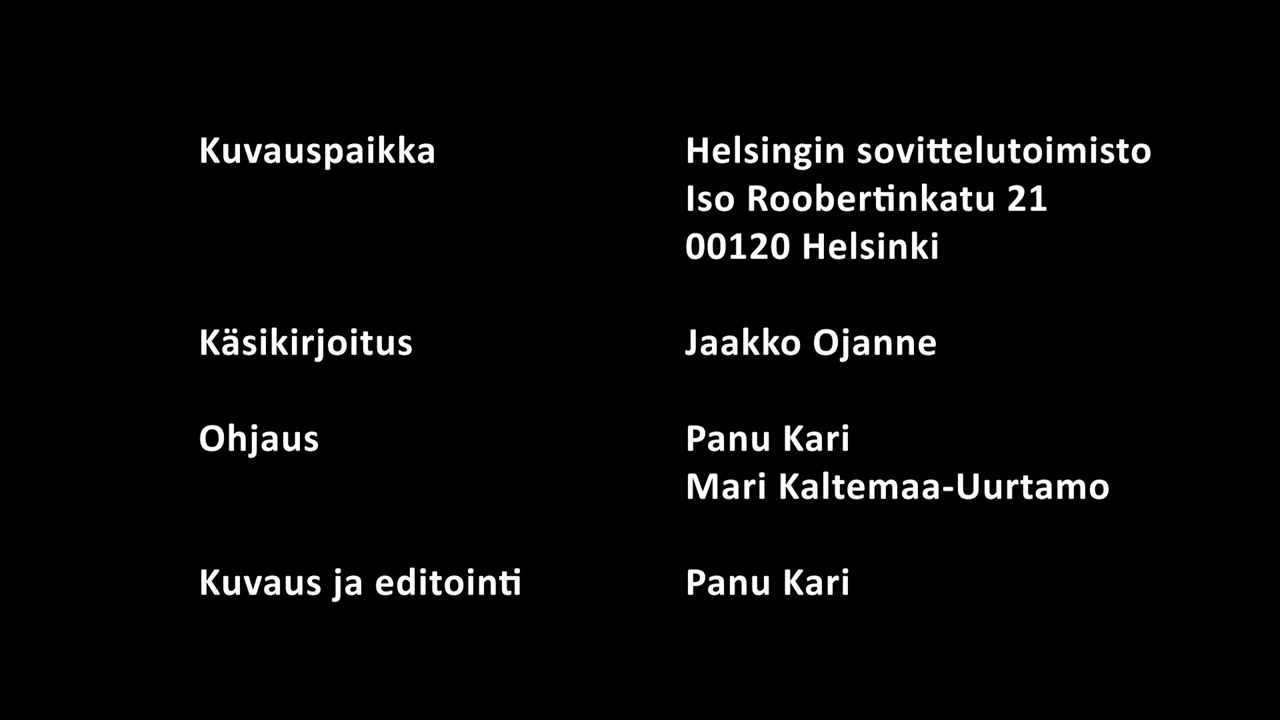 Kuvauspaikka Helsingin sovittelutoimisto
Iso Roobertinkatu 21
00120 Helsinki
Käsikirjoitus Jaakko Ojanne
Ohjaus Panu Kari
Mari Kaltemaa-Uurtamo
Kuvaus ja editointi Panu Kari